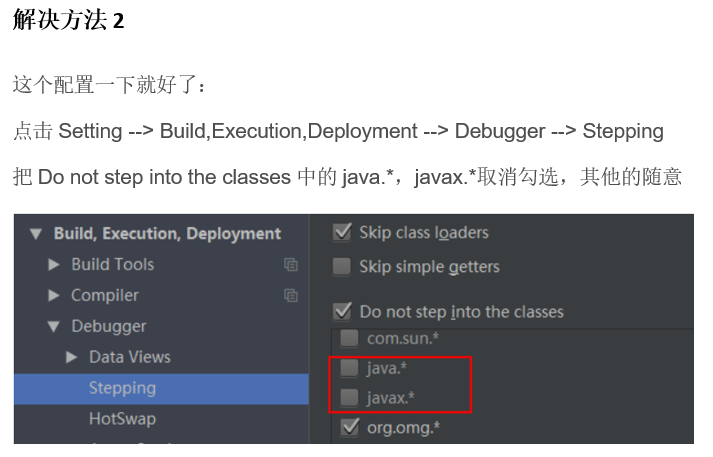 解决方法 2
这个配置一下就好了：
点击 Setting --> Build,Execution,Deployment --> Debugger --> Stepping
把 Do not step into the classes 中的 java.*，javax.*取消勾选，其他的随意
Build, Execution, Deployment
Build Tools
Compiler
Debugger
Data Views
Stepping
HotSwap
Skip class loaders
Skip simple getters
Do not step into the classes
com.sun.*
java.*
javax.*
org.omg.*